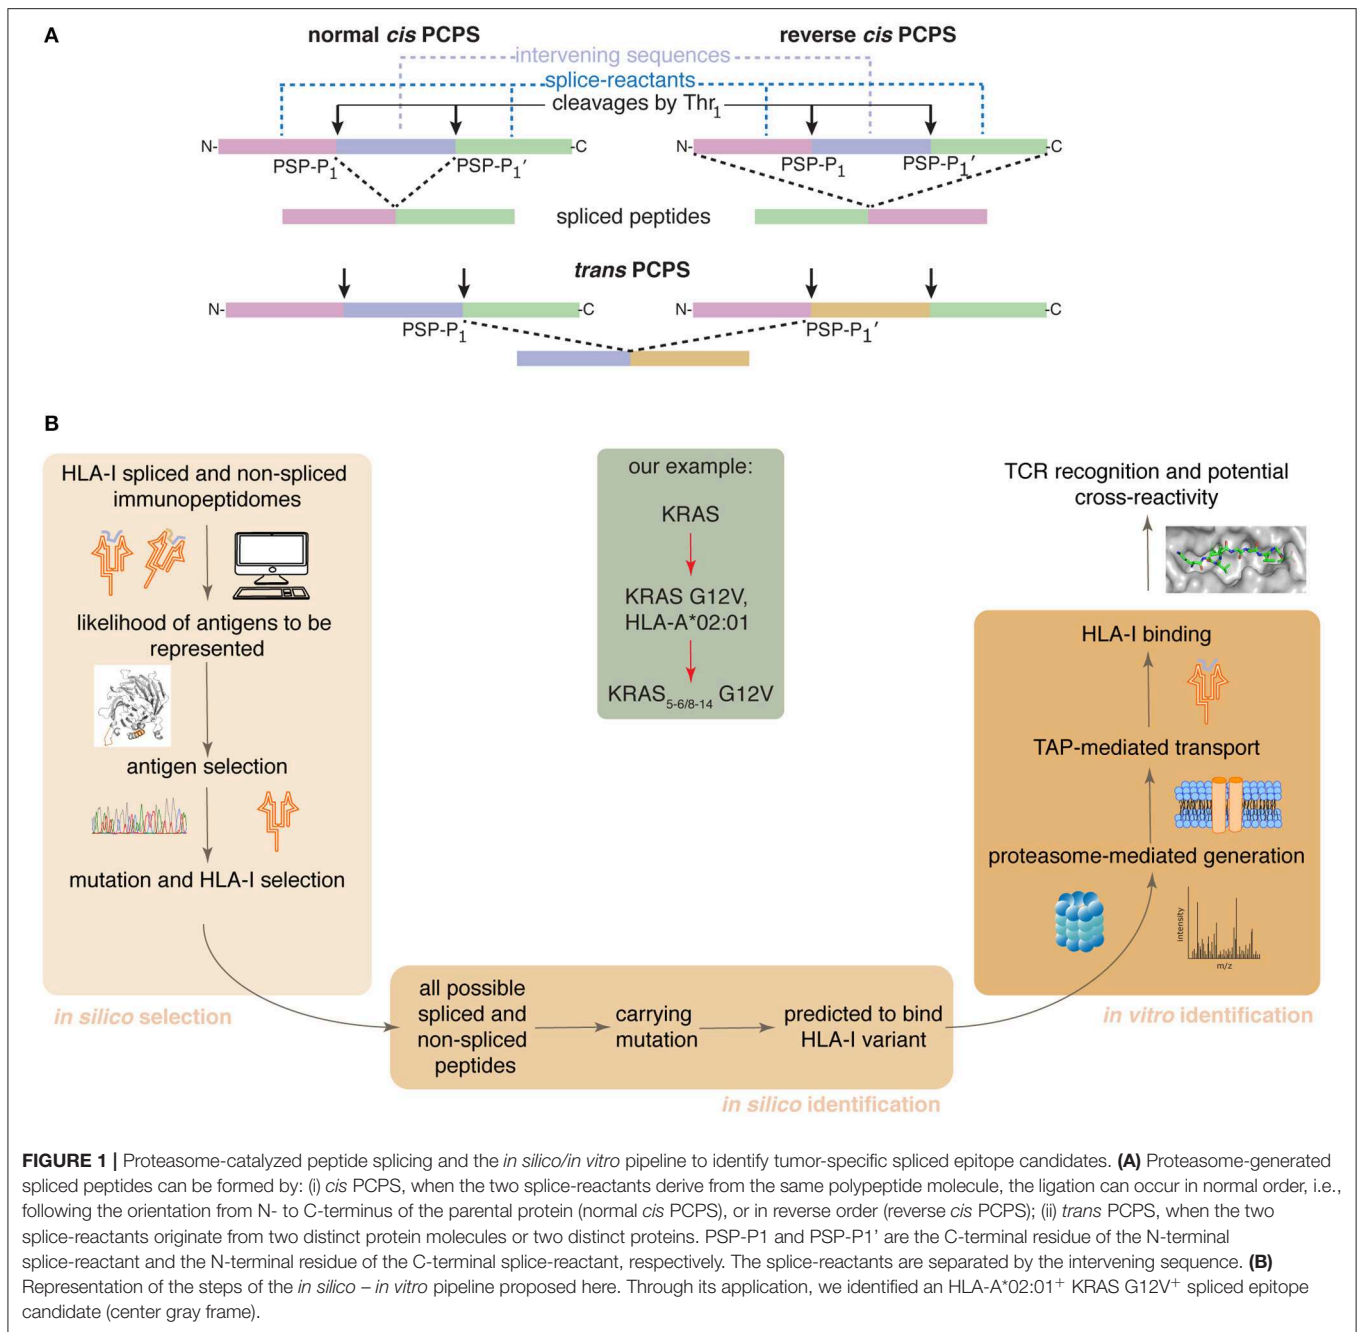 A
normal cis PCPS
reverse cis PCPS
intervening sequences
splice-reactants
cleavages by Thr1
N-
-C
N-
-C
PSP-P1
PSP-P1′
PSP-P1
PSP-P1′
spliced peptides
trans PCPS
N-
-C
N-
-C
PSP-P1
PSP-P1′
B
HLA-I spliced and non-spliced
immunopeptidomes
likelihood of antigens to be
represented
antigen selection
mutation and HLA-I selection
in silico selection
our example:
KRAS
KRAS G12V,
HLA-A*02:01
KRAS5-6/8-14 G12V
all possible
spliced and
non-spliced
peptides
carrying
mutation
predicted to bind
HLA-I variant
in silico identification
TCR recognition and potential
cross-reactivity
HLA-I binding
TAP-mediated transport
proteasome-mediated generation
intensity
m/z
in vitro identification
FIGURE 1 | Proteasome-catalyzed peptide splicing and the in silico/in vitro pipeline to identify tumor-specific spliced epitope candidates. (A) Proteasome-generated
spliced peptides can be formed by: (i) cis PCPS, when the two splice-reactants derive from the same polypeptide molecule, the ligation can occur in normal order, i.e.,
following the orientation from N- to C-terminus of the parental protein (normal cis PCPS), or in reverse order (reverse cis PCPS); (ii) trans PCPS, when the two
splice-reactants originate from two distinct protein molecules or two distinct proteins. PSP-P1 and PSP-P1' are the C-terminal residue of the N-terminal
splice-reactant and the N-terminal residue of the C-terminal splice-reactant, respectively. The splice-reactants are separated by the intervening sequence. (B)
Representation of the steps of the in silico – in vitro pipeline proposed here. Through its application, we identified an HLA-A*02:01+ KRAS G12V+ spliced epitope
candidate (center gray frame).